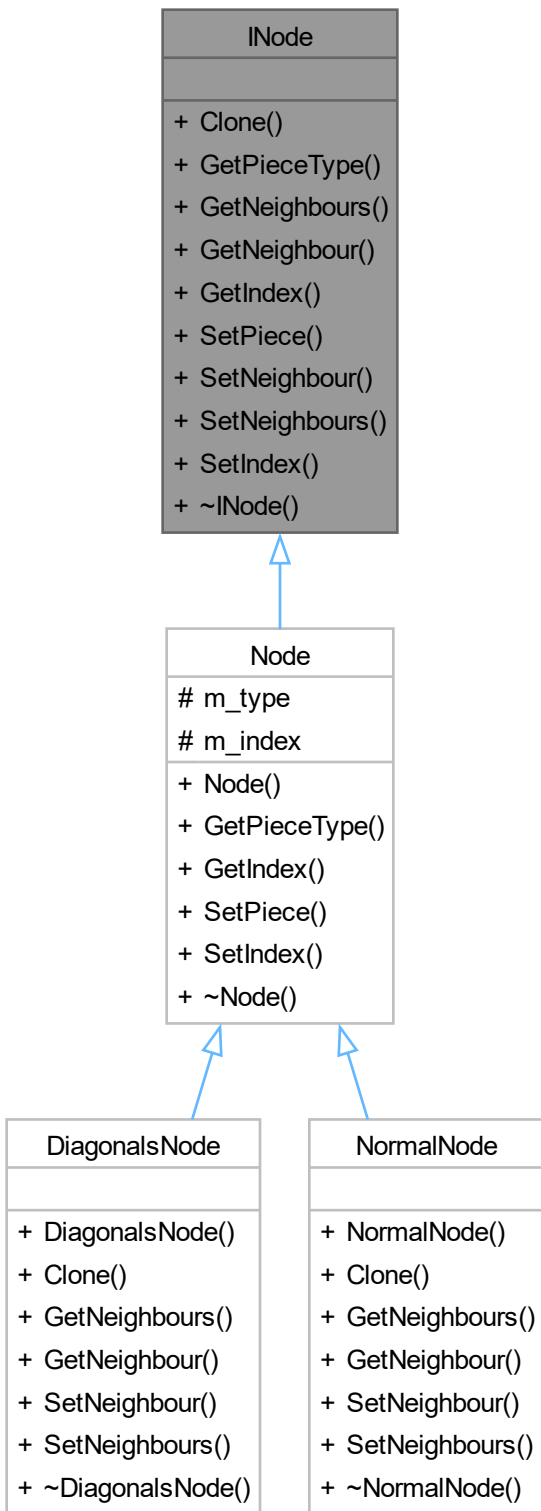 INode
+ Clone()
+ GetPieceType()
+ GetNeighbours()
+ GetNeighbour()
+ GetIndex()
+ SetPiece()
+ SetNeighbour()
+ SetNeighbours()
+ SetIndex()
+ ~INode()
Node
# m_type
# m_index
+ Node()
+ GetPieceType()
+ GetIndex()
+ SetPiece()
+ SetIndex()
+ ~Node()
DiagonalsNode
+ DiagonalsNode()
+ Clone()
+ GetNeighbours()
+ GetNeighbour()
+ SetNeighbour()
+ SetNeighbours()
+ ~DiagonalsNode()
NormalNode
+ NormalNode()
+ Clone()
+ GetNeighbours()
+ GetNeighbour()
+ SetNeighbour()
+ SetNeighbours()
+ ~NormalNode()